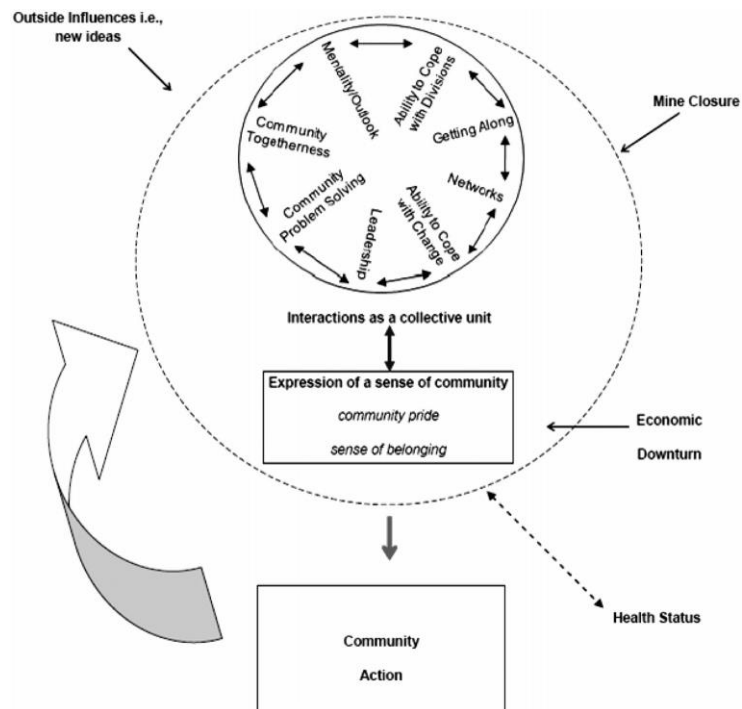 Outside Influences i.e.,
new ideas
Mentality/Outlook
Ability to Cope
with Divisions
Getting Along
Networks
Ability to Cope
with Change
Leadership
Community
Problem Solving
Community
Togetherness
Mine Closure
Interactions as a collective unit
Expression of a sense of community
community pride
sense of belonging
Economic
Downturn
Health Status
Community
Action